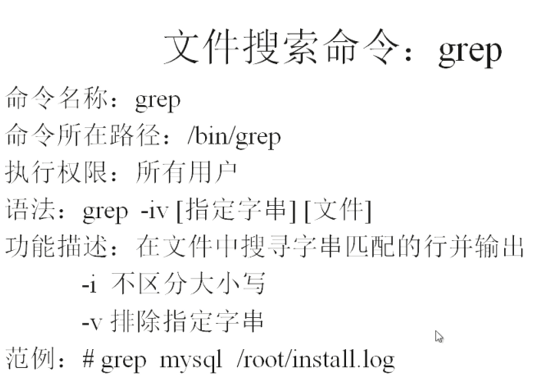 文件搜索命令：grep
命令名称：grep
命令所在路径：/bin/grep
执行权限：所有用户
语法：grep -iv [指定字串] [文件]
功能描述：在文件中搜寻字串匹配的行并输出
-i 不区分大小写
-v 排除指定字串
范例：# grep mysql /root/install.log